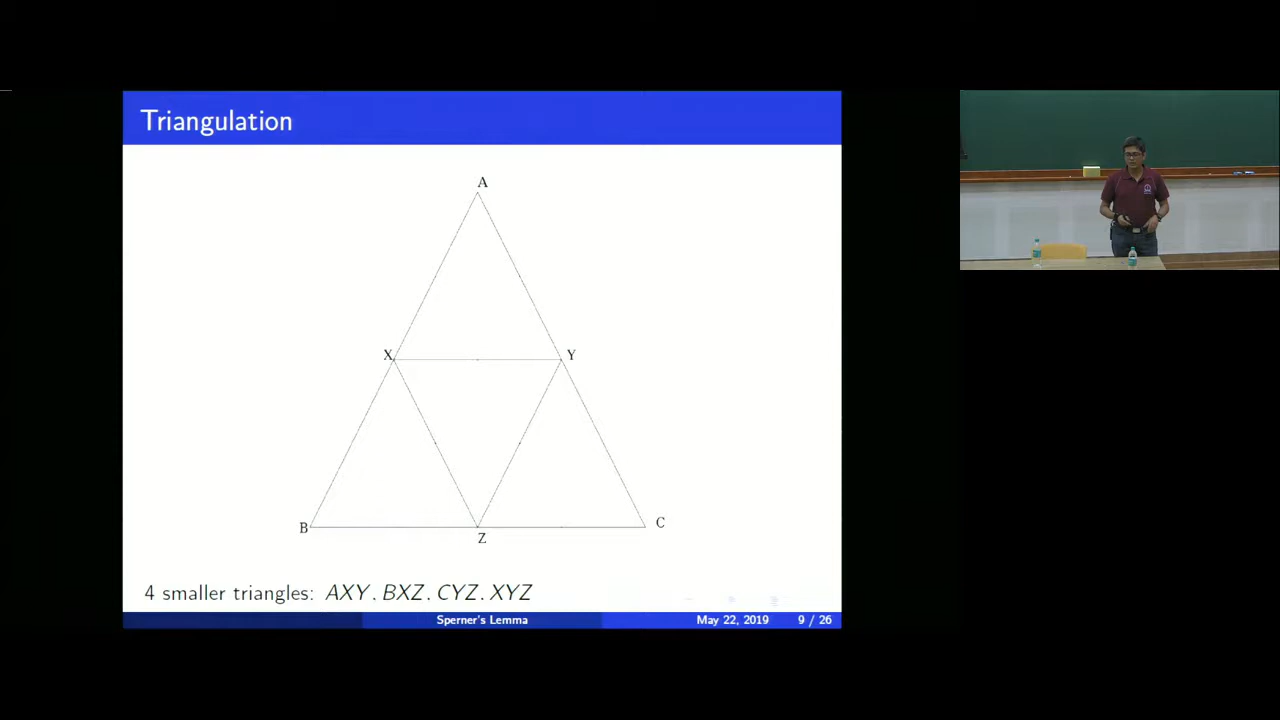 Triangulation
A
X
Y
B
C
Z
4 smaller triangles: AXY, BXZ, CYZ, XYZ
Sperner's Lemma
May 22, 2019
9 / 26